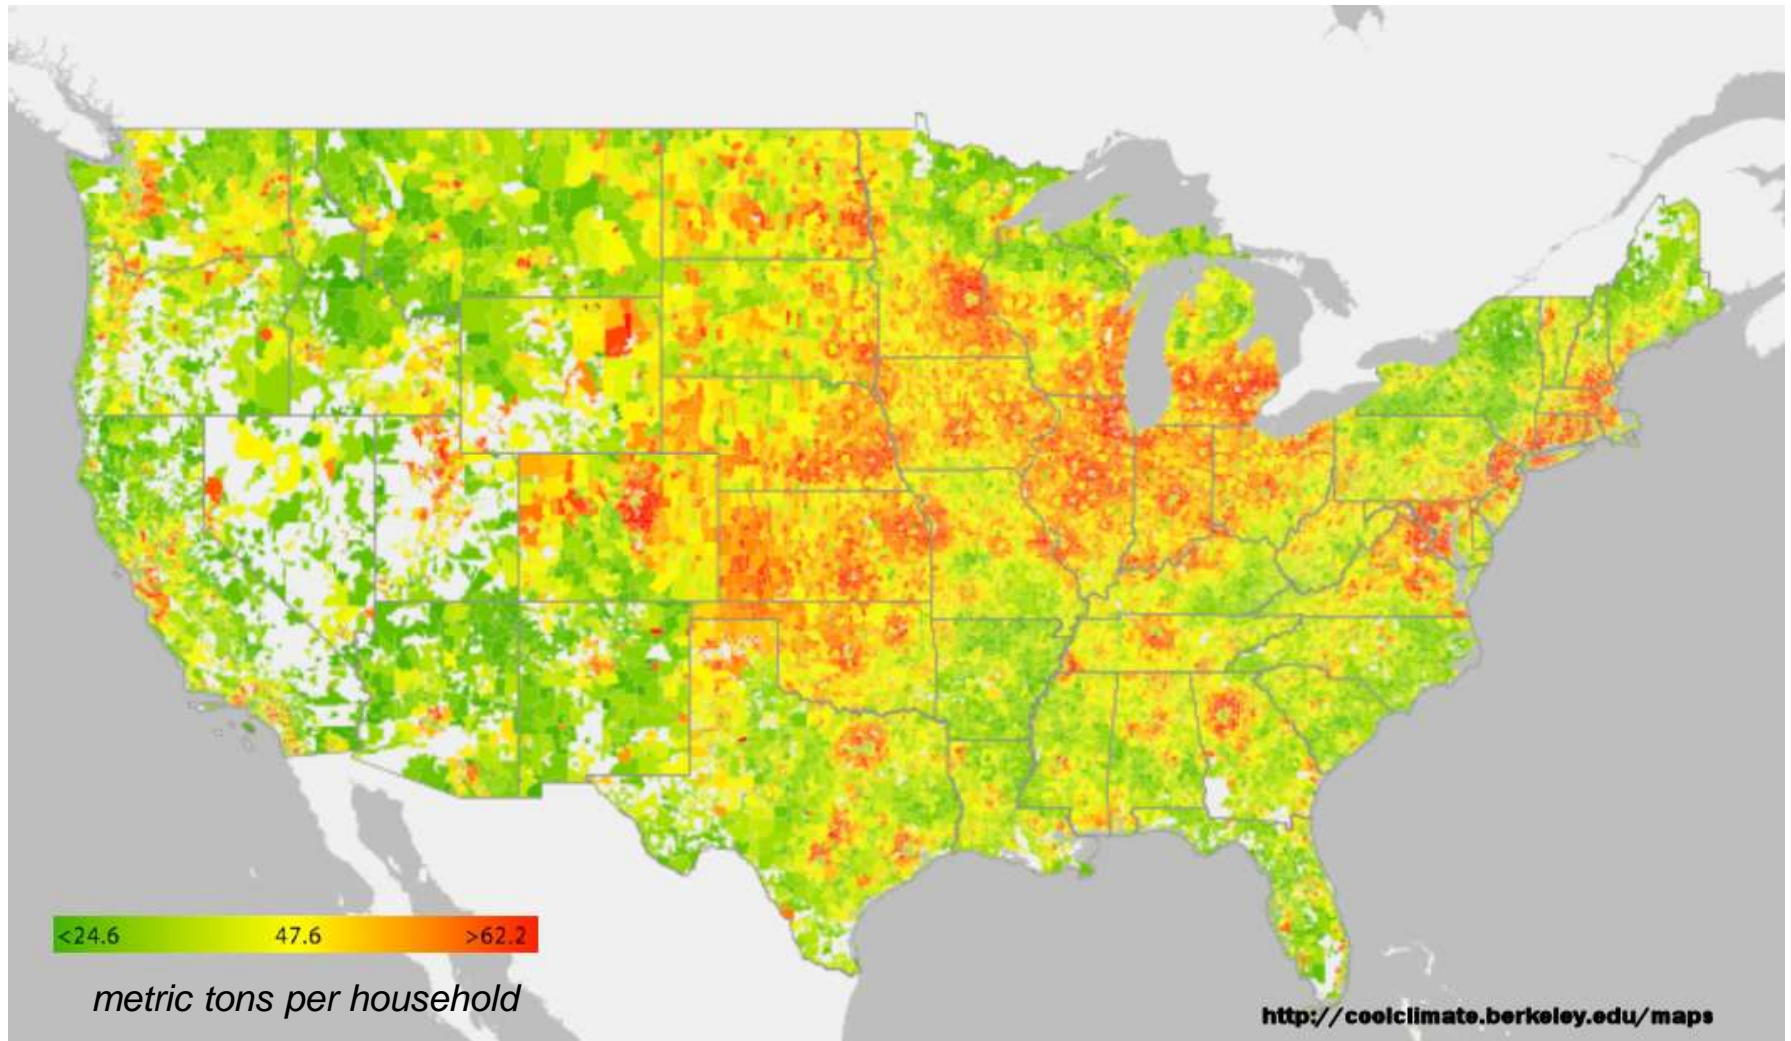 <24.6 47.6 >62.2
metric tons per household
http://coolclimate.berkeley.edu/maps